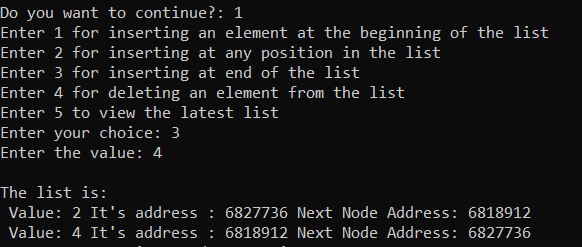 Do you want to continue?: 1
Enter 1 for inserting an element at the beginning of the list
Enter 2 for inserting at any position in the list
Enter 3 for inserting at end of the list
Enter 4 for deleting an element from the list
Enter 5 to view the latest list
Enter your choice: 3
Enter the value: 4
The list is:
Value: 2 It's address : 6827736 Next Node Address: 6818912
Value: 4 It's address : 6818912 Next Node Address: 6827736